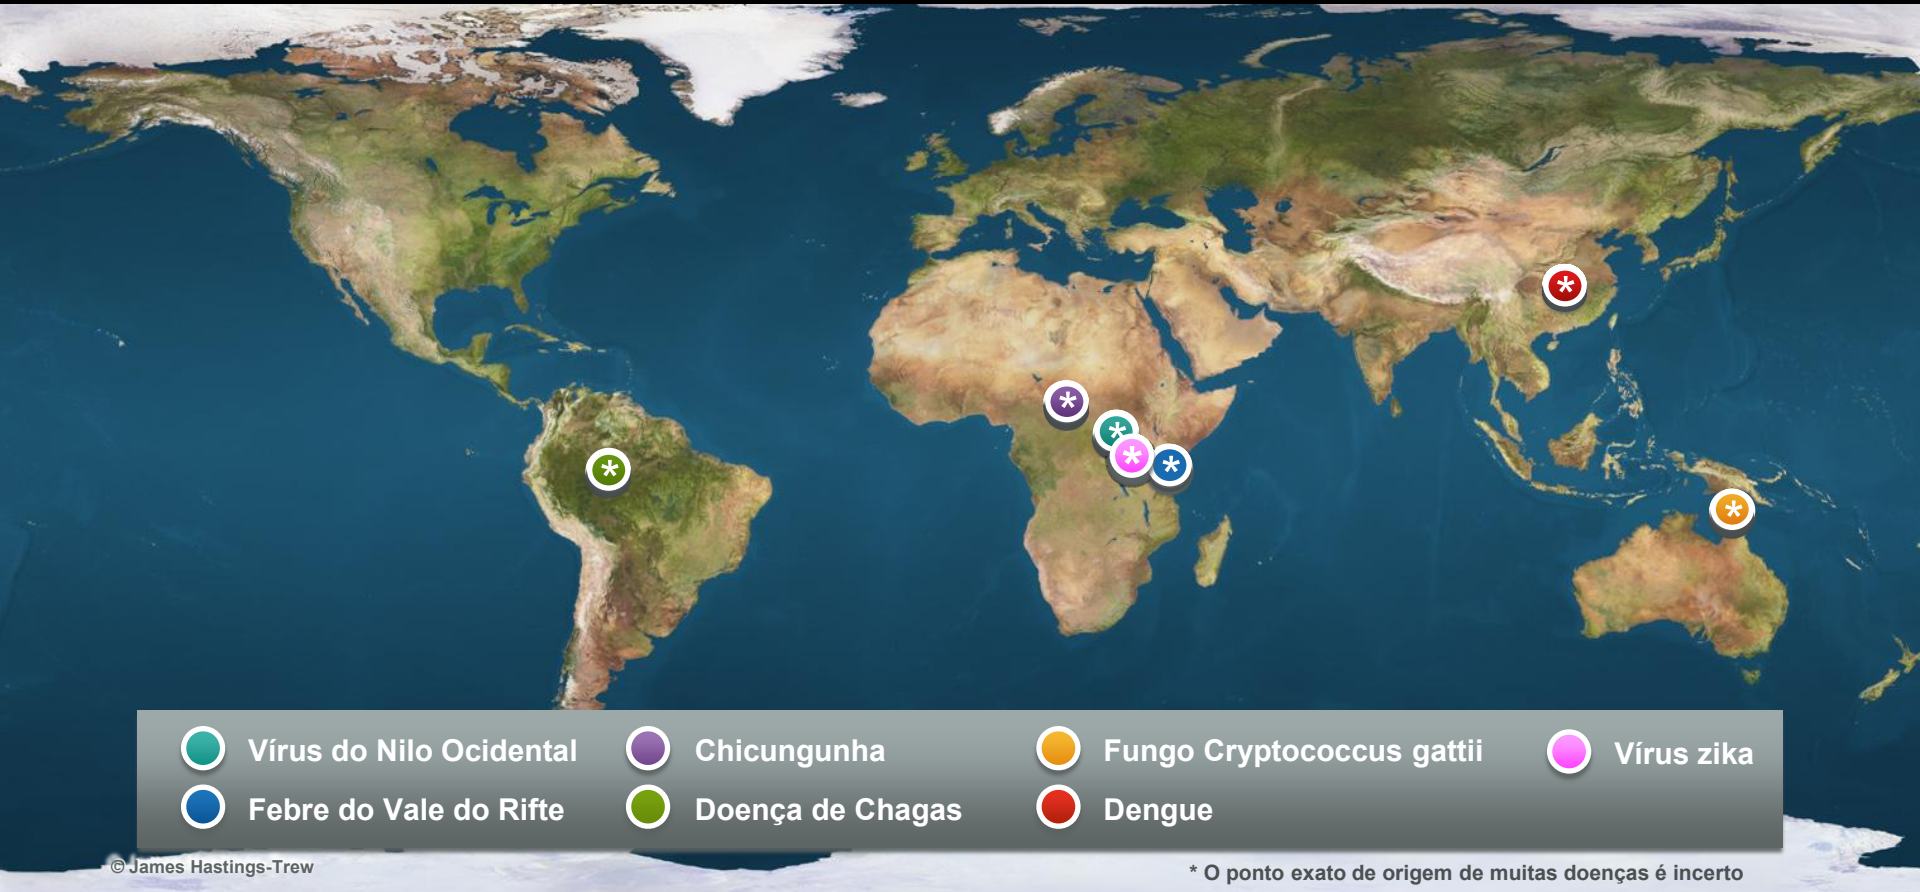 *
*
*
*
*
*
*
Vírus do Nilo Ocidental
Chicungunha
Fungo Cryptococcus gattii
Vírus zika
Febre do Vale do Rifte
Doença de Chagas
Dengue
© James Hastings-Trew
* O ponto exato de origem de muitas doenças é incerto